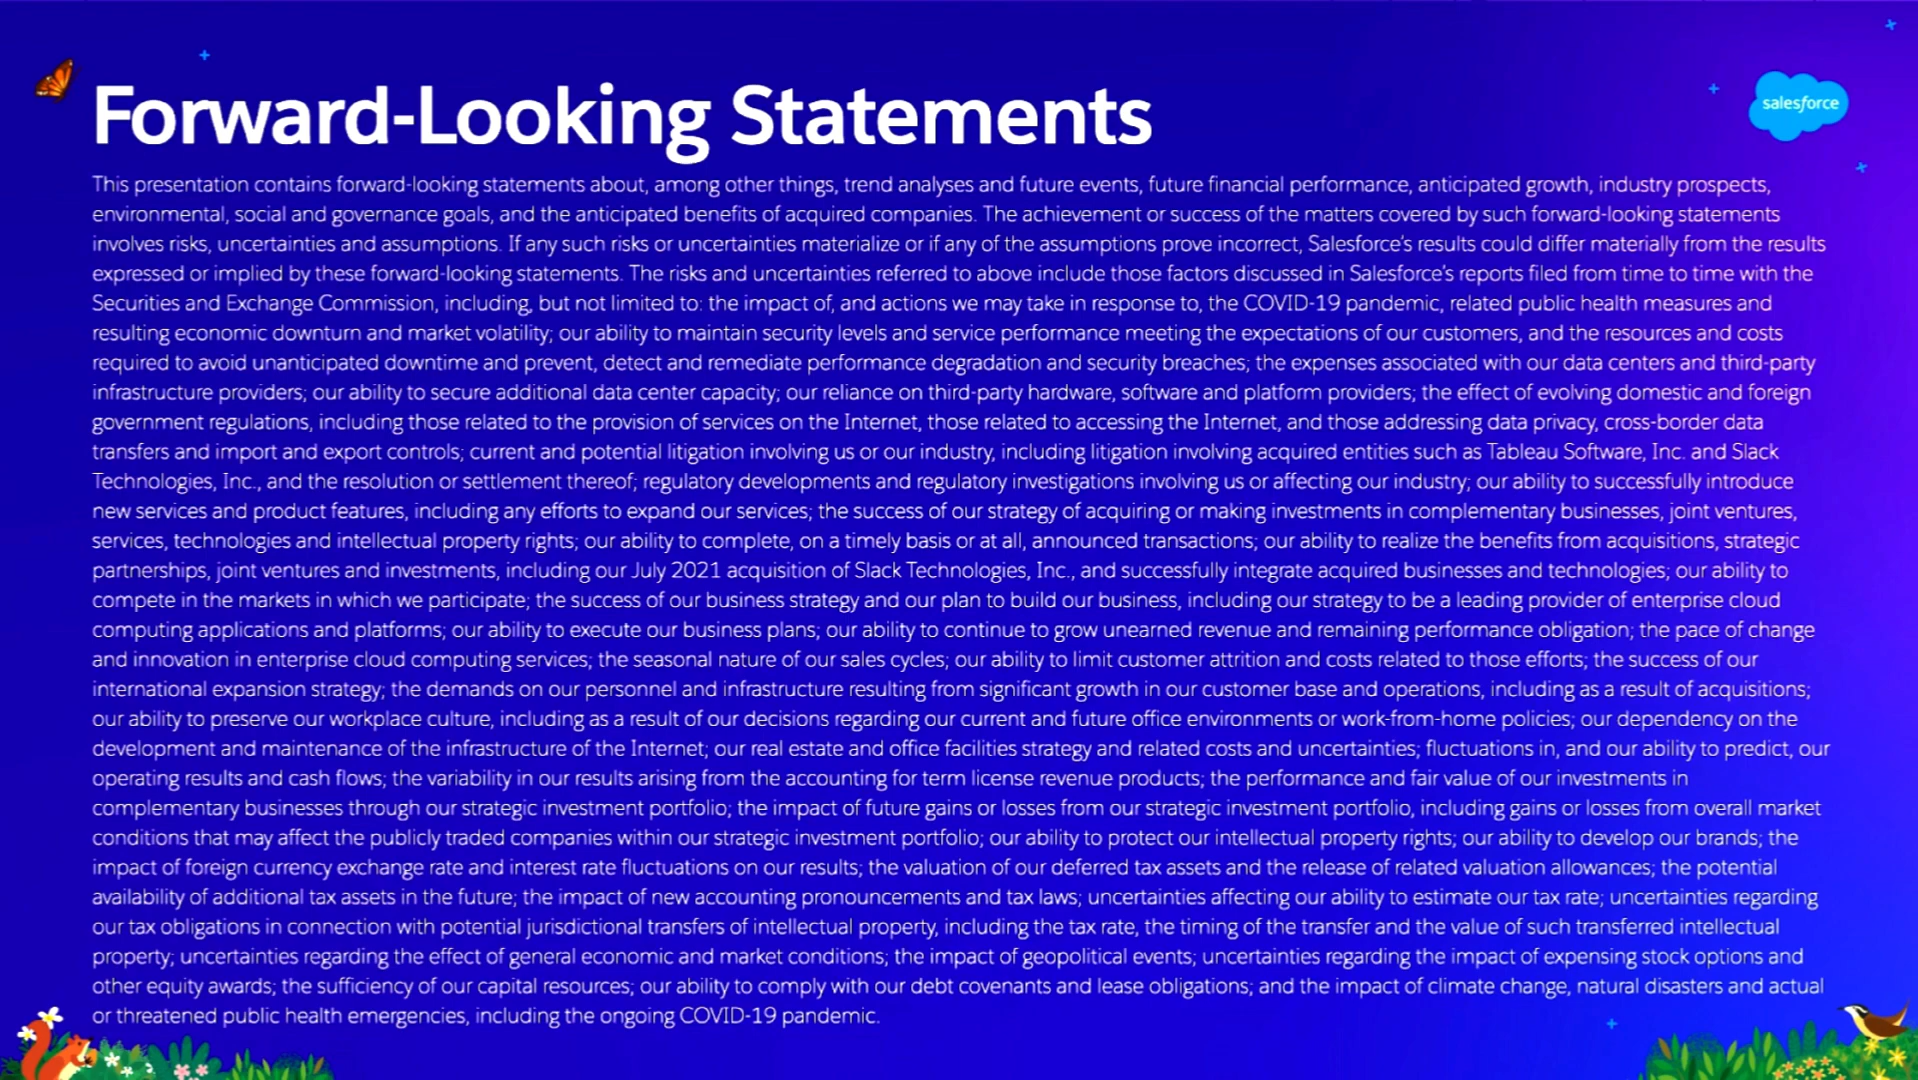 Forward-Looking Statements
salesforce
This presentation contains forward-looking statements about, among other things, trend analyses and future events, future financial performance, anticipated growth, industry prospects,
environmental, social and governance goals, and the anticipated benefits of acquired companies. The achievement or success of the matters covered by such forward-looking statements
involves risks, uncertainties and assumptions. If any such risks or uncertainties materialize or if any of the assumptions prove incorrect, Salesforce's results could differ materially from the results
expressed or implied by these forward-looking statements. The risks and uncertainties referred to above include those factors discussed in Salesforce's reports filed from time to time with the
Securities and Exchange Commission, including, but not limited to: the impact of, and actions we may take in response to, the COVID-19 pandemic, related public health measures and
resulting economic downturn and market volatility; our ability to maintain security levels and service performance meeting the expectations of our customers, and the resources and costs
required to avoid unanticipated downtime and prevent, detect and remediate performance degradation and security breaches; the expenses associated with our data centers and third-party
infrastructure providers; our ability to secure additional data center capacity; our reliance on third-party hardware, software and platform providers; the effect of evolving domestic and foreign
government regulations, including those related to the provision of services on the Internet, those related to accessing the Internet, and those addressing data privacy, cross-border data
transfers and import and export controls; current and potential litigation involving us or our industry, including litigation involving acquired entities such as Tableau Software, Inc. and Slack
Technologies, Inc., and the resolution or settlement thereof; regulatory developments and regulatory investigations involving us or affecting our industry; our ability to successfully introduce
new services and product features, including any efforts to expand our services; the success of our strategy of acquiring or making investments in complementary businesses, joint ventures,
services, technologies and intellectual property rights; our ability to complete, on a timely basis or at all, announced transactions; our ability to realize the benefits from acquisitions, strategic
partnerships, joint ventures and investments, including our July 2021 acquisition of Slack Technologies, Inc., and successfully integrate acquired businesses and technologies; our ability to
compete in the markets in which we participate; the success of our business strategy and our plan to build our business, including our strategy to be a leading provider of enterprise cloud
computing applications and platforms; our ability to execute our business plans; our ability to continue to grow unearned revenue and remaining performance obligation; the pace of change
and innovation in enterprise cloud computing services; the seasonal nature of our sales cycles; our ability to limit customer attrition and costs related to those efforts; the success of our
international expansion strategy; the demands on our personnel and infrastructure resulting from significant growth in our customer base and operations, including as a result of acquisitions;
our ability to preserve our workplace culture, including as a result of our decisions regarding our current and future office environments or work-from-home policies; our dependency on the
development and maintenance of the infrastructure of the Internet; our real estate and office facilities strategy and related costs and uncertainties; fluctuations in, and our ability to predict, our
operating results and cash flows; the variability in our results arising from the accounting for term license revenue products; the performance and fair value of our investments in
complementary businesses through our strategic investment portfolio; the impact of future gains or losses from our strategic investment portfolio, including gains or losses from overall market
conditions that may affect the publicly traded companies within our strategic investment portfolio; our ability to protect our intellectual property rights; our ability to develop our brands; the
impact of foreign currency exchange rate and interest rate fluctuations on our results; the valuation of our deferred tax assets and the release of related valuation allowances; the potential
availability of additional tax assets in the future; the impact of new accounting pronouncements and tax laws; uncertainties affecting our ability to estimate our tax rate; uncertainties regarding
our tax obligations in connection with potential jurisdictional transfers of intellectual property, including the tax rate, the timing of the transfer and the value of such transferred intellectual
property; uncertainties regarding the effect of general economic and market conditions; the impact of geopolitical events; uncertainties regarding the impact of expensing stock options and
other equity awards; the sufficiency of our capital resources; our ability to comply with our debt covenants and lease obligations; and the impact of climate change, natural disasters and actual
or threatened public health emergencies, including the ongoing COVID-19 pandemic.